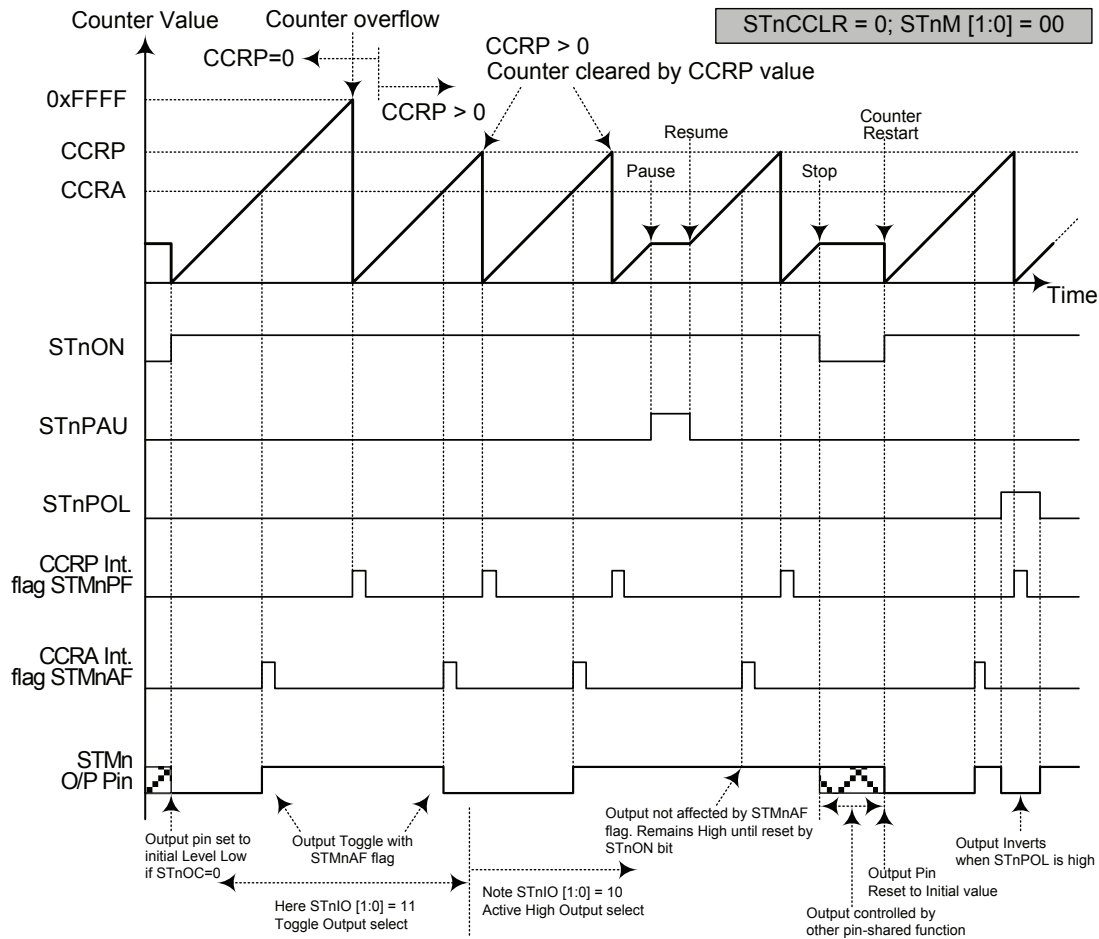 Counter Value
Counter overflow
CCRP=0
CCRP > 0
CCRP > 0
Counter cleared by CCRP value
STnCCLR = 0; STnM [1:0] = 00
0xFFFF
CCRP
CCRA
Pause
Resume
Stop
Counter
Restart
Time
STnON
STnPAU
STnPOL
CCRP Int.
flag STMnPF
CCRA Int.
flag STMnAF
STMn
O/P Pin
Output pin set to
initial Level Low
if STnOC=0
Output Toggle with
STMnAF flag
Here STnIO [1:0] = 11
Toggle Output select
Output not affected by STMnAF
flag. Remains High until reset by
STnON bit
Note STnIO [1:0] = 10
Active High Output select
Output Pin
Reset to Initial value
Output controlled by
other pin-shared function
Output Inverts
when STnPOL is high